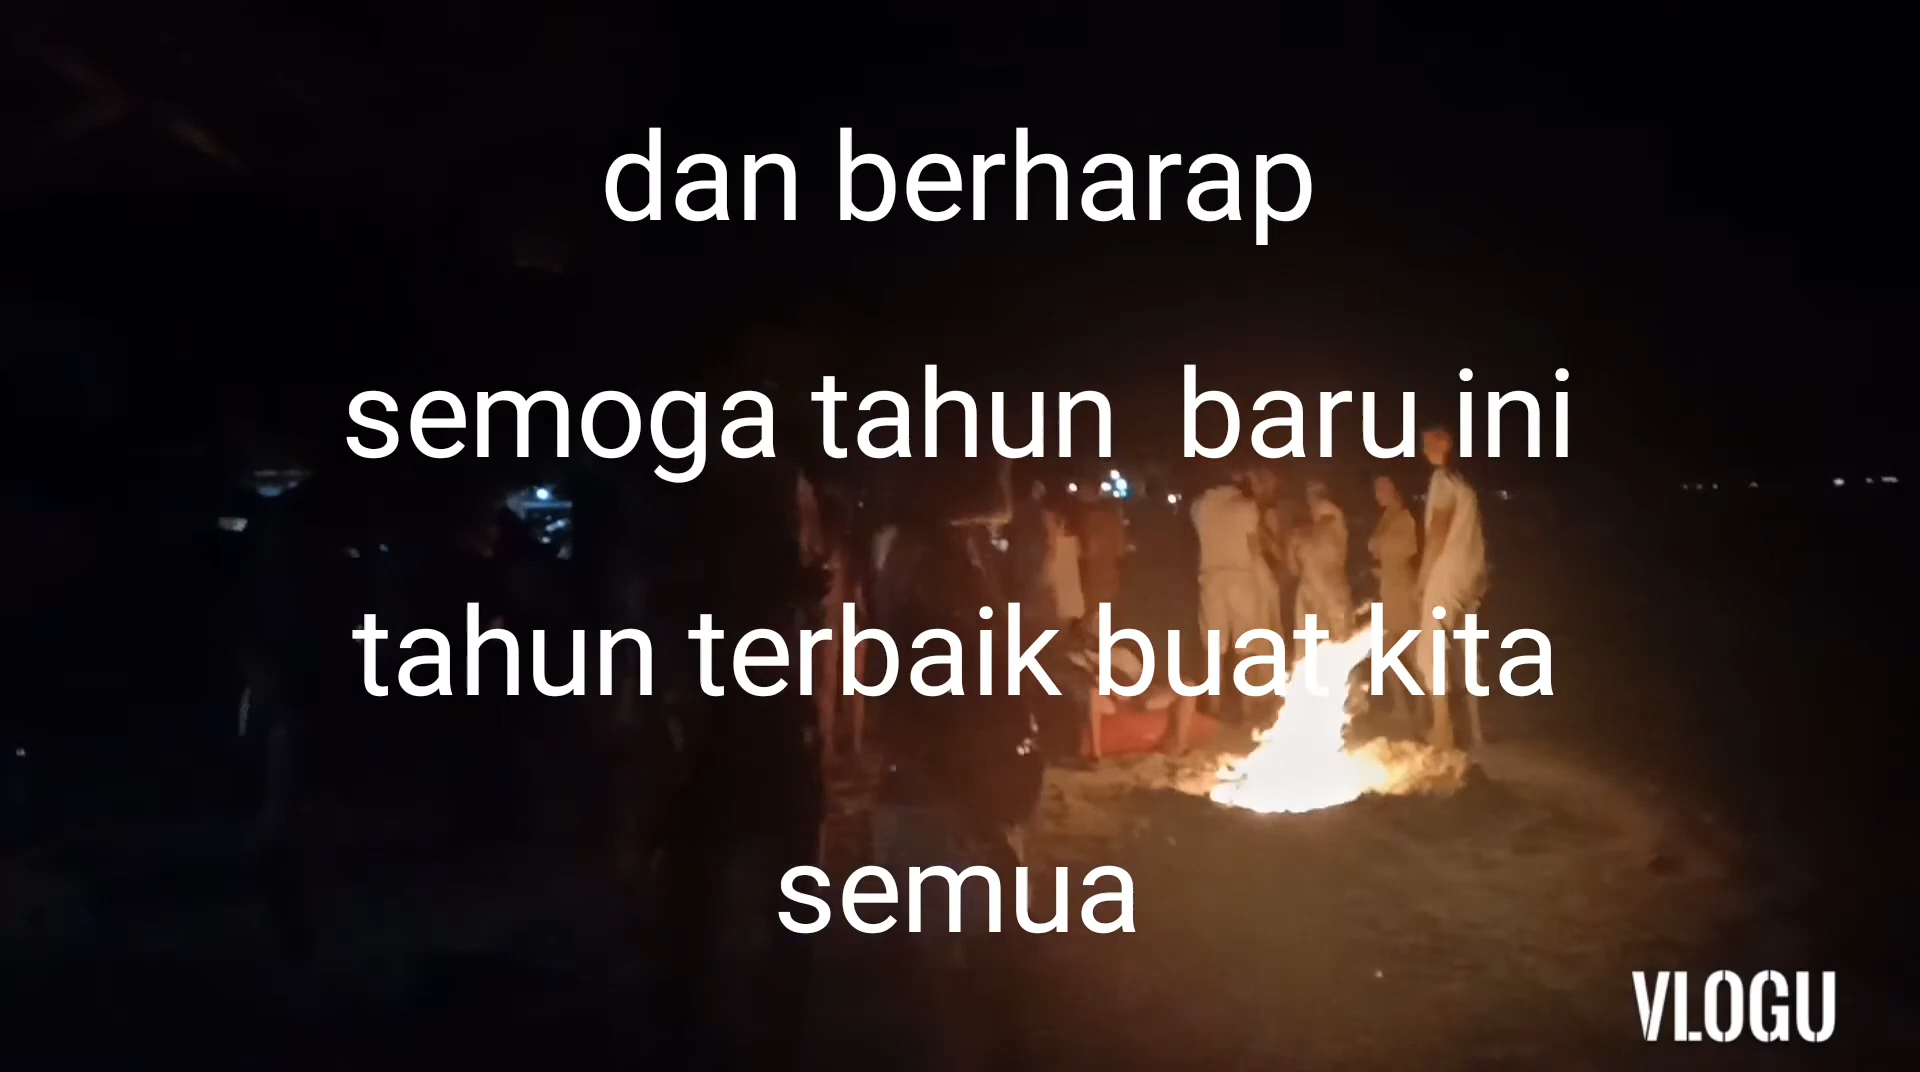 dan berharap
semoga tahun  baru ini
tahun terbaik buat kita
semua
VLOGU